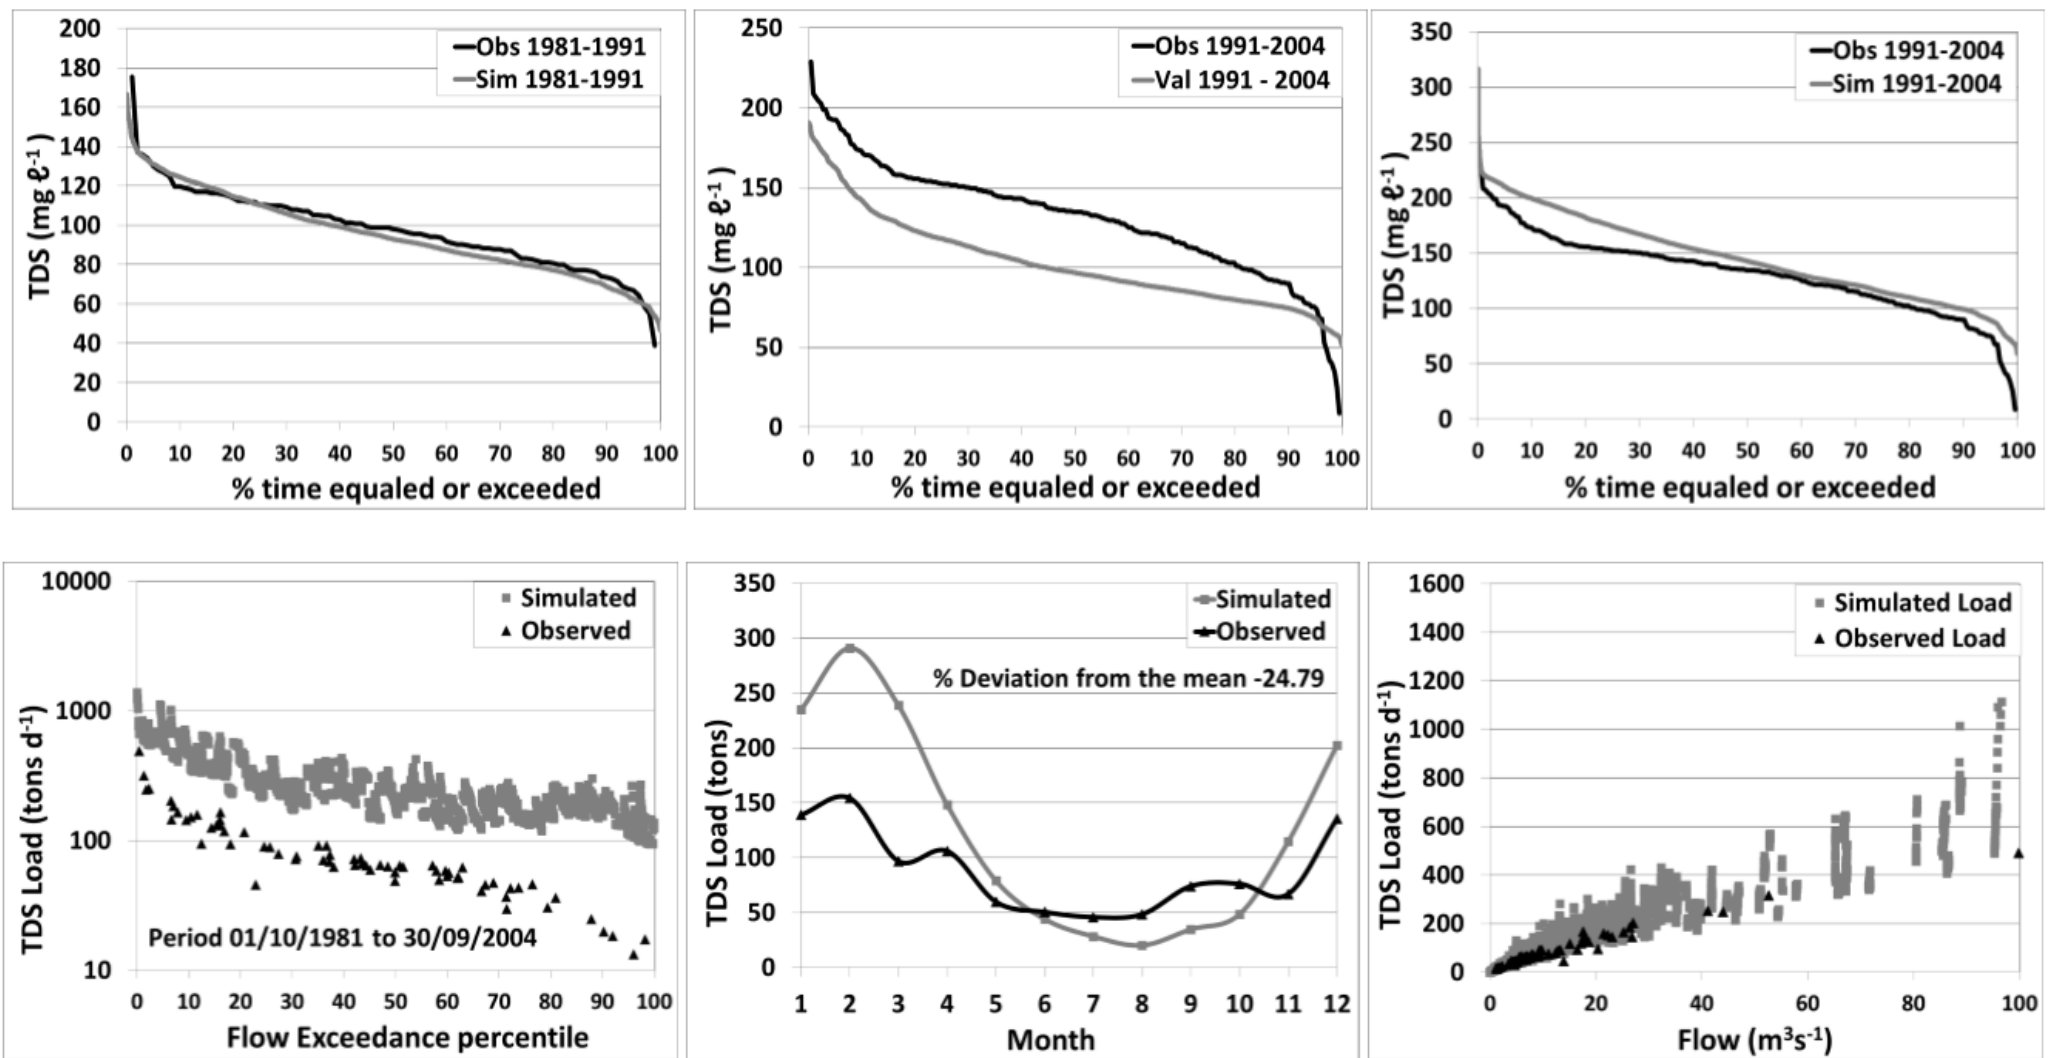 200
180
160
140
120
100
80
60
40
20
0
TDS (mg ℓ⁻¹)
Obs 1981-1991
Sim 1981-1991
0 10 20 30 40 50 60 70 80 90 100
% time equaled or exceeded
250
200
150
100
50
0
TDS (mg ℓ⁻¹)
Obs 1991-2004
Val 1991 - 2004
0 10 20 30 40 50 60 70 80 90 100
% time equaled or exceeded
350
300
250
200
150
100
50
0
TDS (mg ℓ⁻¹)
Obs 1991-2004
Sim 1991-2004
0 10 20 30 40 50 60 70 80 90 100
% time equaled or exceeded
10000
1000
100
10
TDS Load (tons d⁻¹)
Simulated
Observed
Period 01/10/1981 to 30/09/2004
0 10 20 30 40 50 60 70 80 90 100
Flow Exceedance percentile
350
300
250
200
150
100
50
0
TDS Load (tons)
Simulated
Observed
% Deviation from the mean -24.79
1 2 3 4 5 6 7 8 9 10 11 12
Month
1600
1400
1200
1000
800
600
400
200
0
TDS Load (tons d⁻¹)
Simulated Load
Observed Load
0 20 40 60 80 100
Flow (m³s⁻¹)